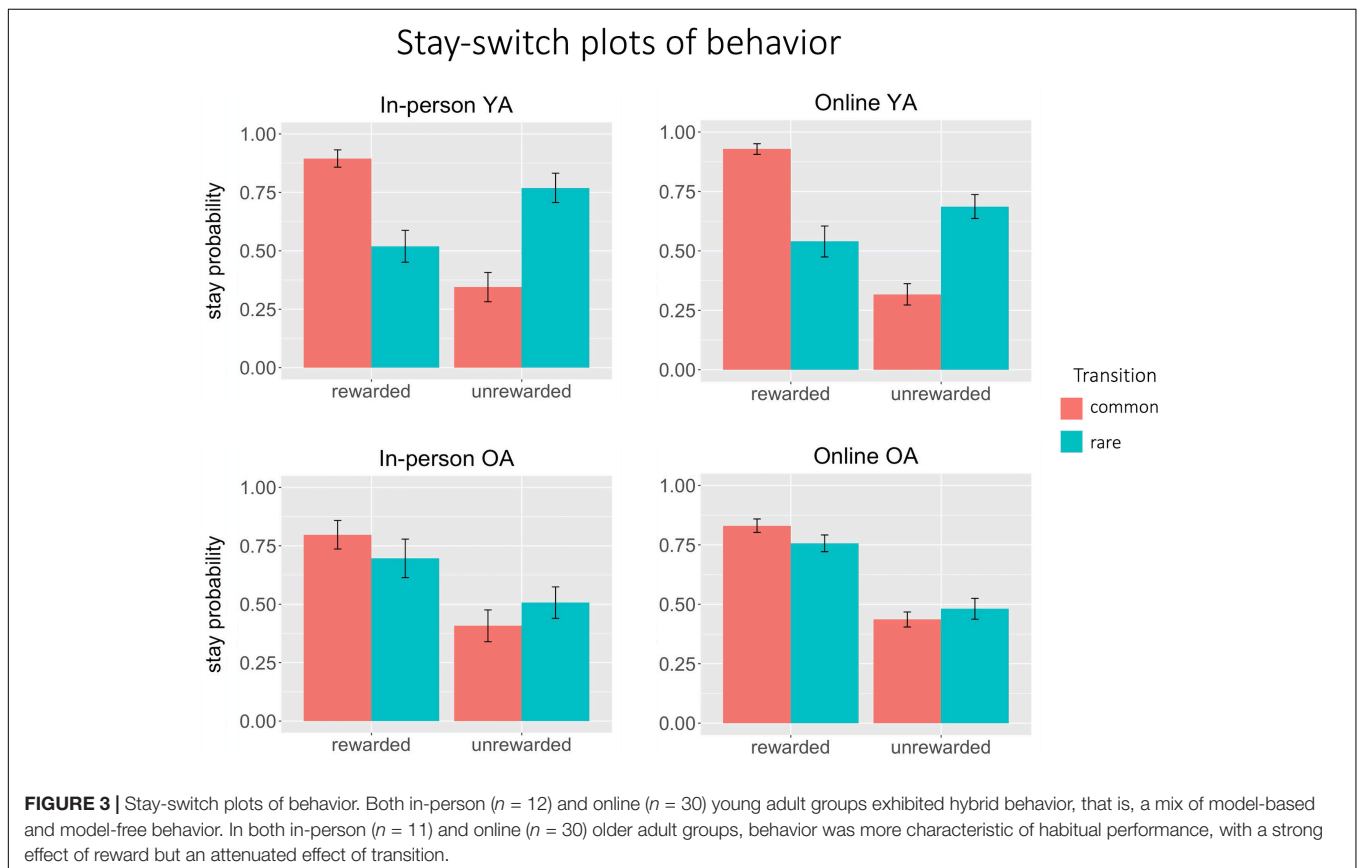 Stay-switch plots of behavior
In-person YA
1.00
0.75
0.50
0.25
0.00
stay probability
rewarded unrewarded
Online YA
1.00
0.75
0.50
0.25
0.00
rewarded unrewarded
Transition
common
rare
In-person OA
1.00
0.75
0.50
0.25
0.00
stay probability
rewarded unrewarded
Online OA
1.00
0.75
0.50
0.25
0.00
rewarded unrewarded
FIGURE 3 | Stay-switch plots of behavior. Both in-person (n = 12) and online (n = 30) young adult groups exhibited hybrid behavior, that is, a mix of model-based
and model-free behavior. In both in-person (n = 11) and online (n = 30) older adult groups, behavior was more characteristic of habitual performance, with a strong
effect of reward but an attenuated effect of transition.